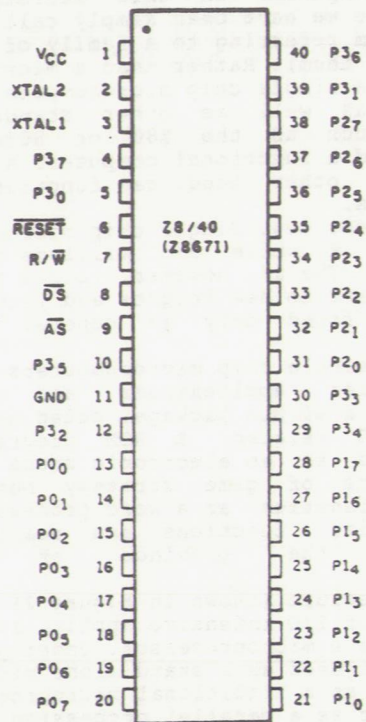 VCC 1 40 P3₆
XTAL2 2 39 P3₁
XTAL1 3 38 P2₇
P3₇ 4 37 P2₆
P3₀ 5 36 P2₅
R̅E̅S̅E̅T̅ 6 Z8/40 35 P2₄
(Z8671)
R/W̅ 7 34 P2₃
D̅S̅ 8 33 P2₂
A̅S̅ 9 32 P2₁
P3₅ 10 31 P2₀
GND 11 30 P3₃
P3₂ 12 29 P3₄
P0₀ 13 28 P1₇
P0₁ 14 27 P1₆
P0₂ 15 26 P1₅
P0₃ 16 25 P1₄
P0₄ 17 24 P1₃
P0₅ 18 23 P1₂
P0₆ 19 22 P1₁
P0₇ 20 21 P1₀